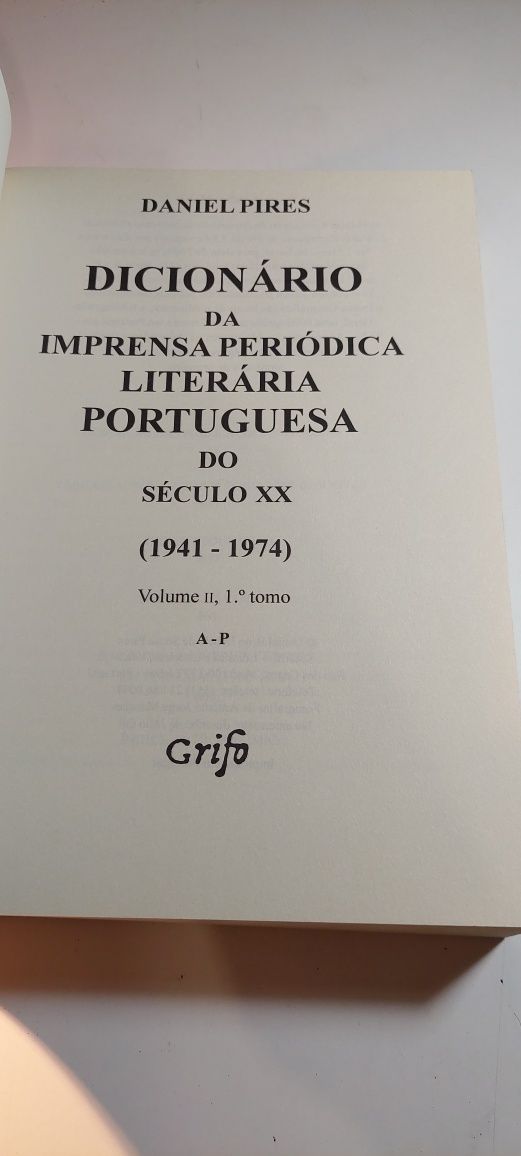 DANIEL PIRES
DICIONÁRIO
DA
IMPRENSA PERIÓDICA
LITERÁRIA
PORTUGUESA
DO
SÉCULO XX
(1941 - 1974)
Volume II, 1.º tomo
A - P
Grifo